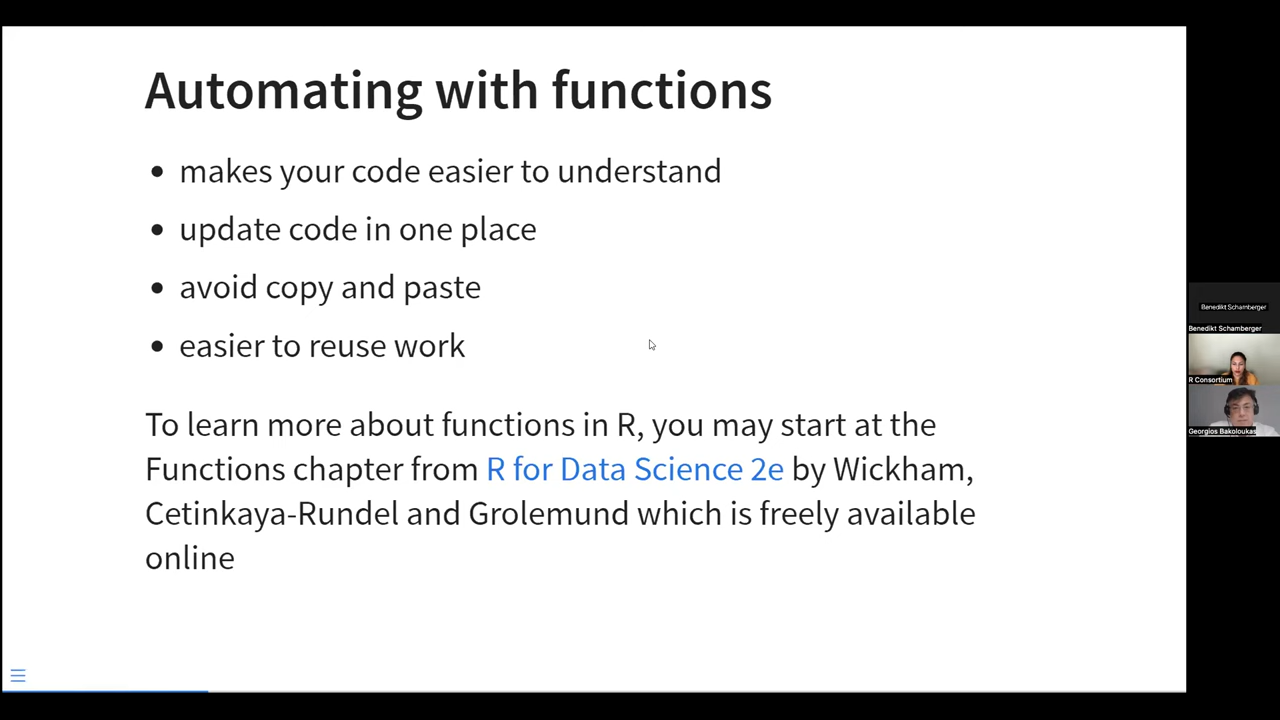 Automating with functions
• makes your code easier to understand
• update code in one place
• avoid copy and paste
• easier to reuse work
To learn more about functions in R, you may start at the
Functions chapter from R for Data Science 2e by Wickham,
Cetinkaya-Rundel and Grolemund which is freely available
online
Benedikt Schamberger
Benedikt Schamberger
R Consortium
Georgios Bakoloukas